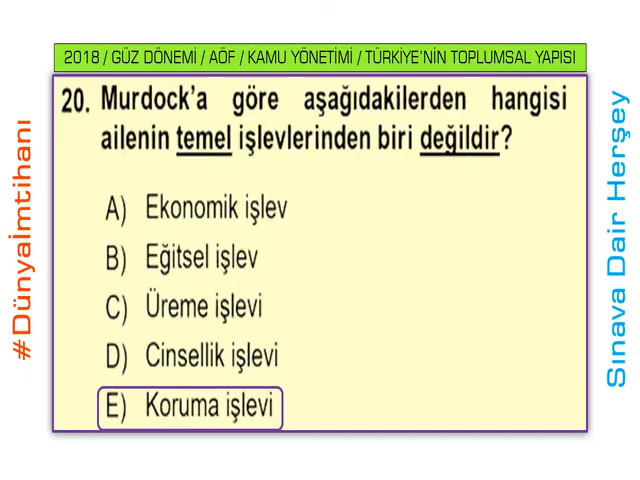 2018 / GÜZ DÖNEMİ / AÖF / KAMU YÖNETİMİ / TÜRKİYE'NİN TOPLUMSAL YAPISI
20. Murdock'a göre aşağıdakilerden hangisi
ailenin temel işlevlerinden biri değildir?
A) Ekonomik işlev
B) Eğitsel işlev
C) Üreme işlevi
D) Cinsellik işlevi
E) Koruma işlevi
#Dünyaİmtihanı
Sınava Dair Herşey